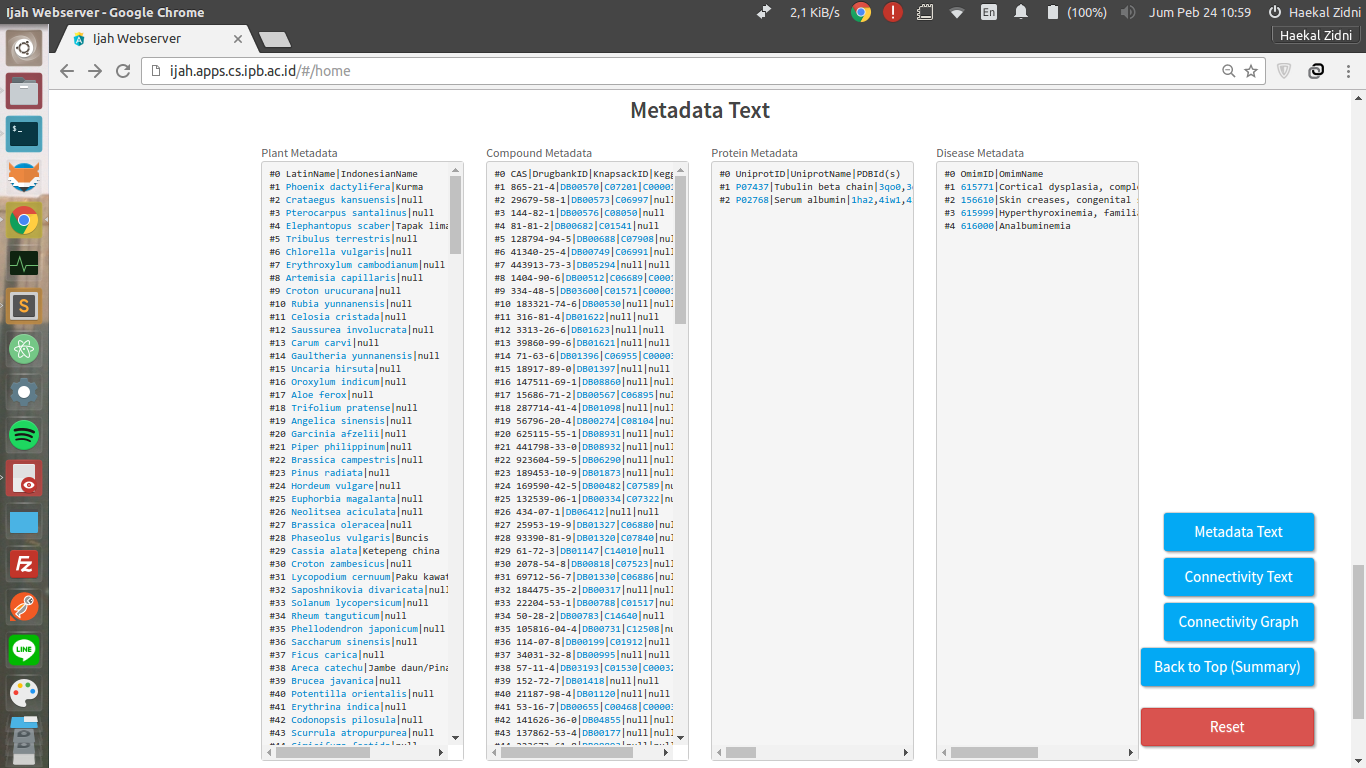 Ijah Webserver - Google Chrome
2,1 KiB/s
En
(100%)
Jum Peb 24 10:59
Haekal Zidni
Ijah Webserver
Haekal Zidni
ijah.apps.cs.ipb.ac.id/#/home
Metadata Text
Plant Metadata
#0 LatinName|IndonesianName
#1 Phoenix dactylifera|Kurma
#2 Crataegus kansuensis|null
#3 Pterocarpus santalinus|null
#4 Elephantopus scaber|Tapak lima
#5 Tribulus terrestris|null
#6 Chlorella vulgaris|null
#7 Erythroxylum cambodianum|null
#8 Artemisia capillaris|null
#9 Croton urucurana|null
#10 Rubia yunnanensis|null
#11 Celosia cristada|null
#12 Saussurea involucrata|null
#13 Carum carvi|null
#14 Gaultheria yunnanensis|null
#15 Uncaria hirsuta|null
#16 Oroxylum indicum|null
#17 Aloe ferox|null
#18 Trifolium pratense|null
#19 Angelica sinensis|null
#20 Garcinia afzelii|null
#21 Piper philippinum|null
#22 Brassica campestris|null
#23 Pinus radiata|null
#24 Hordeum vulgare|null
#25 Euphorbia magalanta|null
#26 Neolitsea aciculata|null
#27 Brassica oleracea|null
#28 Phaseolus vulgaris|Buncis
#29 Cassia alata|Ketepeng china
#30 Croton zambesicus|null
#31 Lycopodium cernuum|Paku kawat
#32 Saposhnikovia divaricata|null
#33 Solanum lycopersicum|null
#34 Rheum tanguticum|null
#35 Phellodendron japonicum|null
#36 Saccharum sinensis|null
#37 Ficus carica|null
#38 Areca catechu|Jambe daun/Pina
#39 Brucea javanica|null
#40 Potentilla orientalis|null
#41 Erythrina indica|null
#42 Codonopsis pilosula|null
#43 Scurrula atropurpurea|null
Compound Metadata
#0 CAS|DrugbankID|KnapsackID|Kegg
#1 865-21-4|DB00570|C07201|C00001
#2 29679-58-1|DB00573|C06997|null
#3 144-82-1|DB00576|C08050|null
#4 81-81-2|DB00682|C01541|null
#5 128794-94-5|DB00688|C07908|nul
#6 41340-25-4|DB00749|C06991|null
#7 443913-73-3|DB05294|null|null
#8 1404-90-6|DB00512|C06689|C0001
#9 334-48-5|DB03600|C01571|C00001
#10 183321-74-6|DB00530|null|null
#11 316-81-4|DB01622|null|null
#12 3313-26-6|DB01623|null|null
#13 39860-99-6|DB01621|null|null
#14 71-63-6|DB01396|C06955|C00003
#15 18917-89-0|DB01397|null|null
#16 147511-69-1|DB08860|null|null
#17 15686-71-2|DB00567|C06895|null
#18 287714-41-4|DB01098|null|null
#19 56796-20-4|DB00274|C08104|null
#20 625115-55-1|DB08931|null|null
#21 441798-33-0|DB08932|null|null
#22 923604-59-5|DB06290|null|null
#23 189453-10-9|DB01873|null|null
#24 169590-42-5|DB00482|C07589|nul
#25 132539-06-1|DB00334|C07322|nul
#26 434-07-1|DB06412|null|null
#27 25953-19-9|DB01327|C06880|null
#28 93390-81-9|DB01320|C07840|null
#29 61-72-3|DB01147|C14010|null
#30 2078-54-8|DB00818|C07523|null
#31 69712-56-7|DB01330|C06886|null
#32 184475-35-2|DB00317|null|null
#33 22204-53-1|DB00788|C01517|null
#34 50-28-2|DB00783|C14640|null
#35 105816-04-4|DB00731|C12508|nul
#36 114-07-8|DB00199|C01912|null
#37 34031-32-8|DB00995|null|null
#38 57-11-4|DB03193|C01530|C00032
#39 152-72-7|DB01418|null|null
#40 21187-98-4|DB01120|null|null
#41 53-16-7|DB00655|C00468|C00003
#42 141626-36-0|DB04855|null|null
#43 137862-53-4|DB00177|null|null
Protein Metadata
#0 UniprotID|UniprotName|PDBId(s)
#1 P07437|Tubulin beta chain|3qo0,3
#2 P02768|Serum albumin|1ha2,4iw1,4
Disease Metadata
#0 OmimID|OmimName
#1 615771|Cortical dysplasia, compl
#2 156610|Skin creases, congenital
#3 615999|Hyperthyroxinemia, famili
#4 616000|Analbuminemia
Metadata Text
Connectivity Text
Connectivity Graph
Back to Top (Summary)
Reset